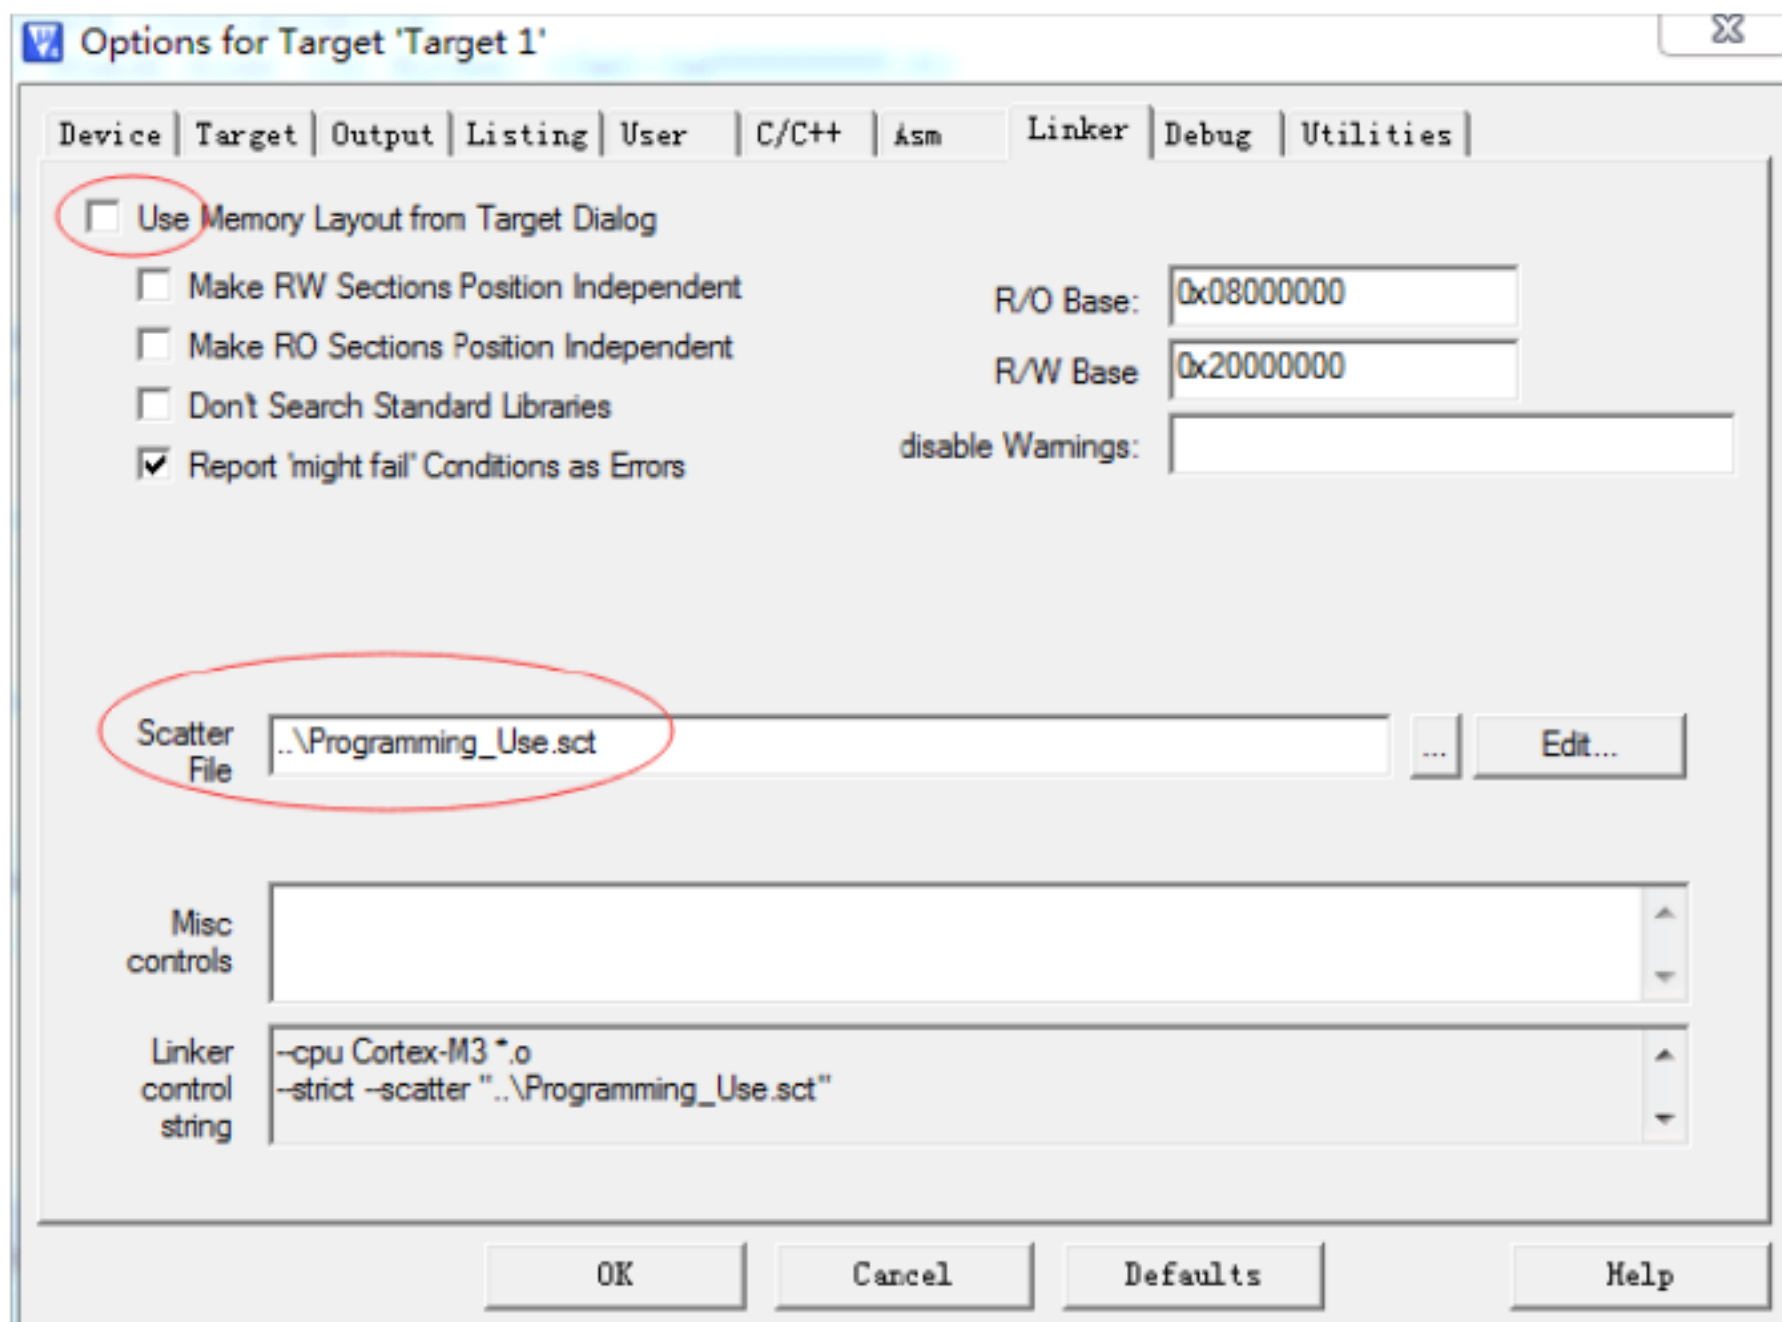 Options for Target 'Target 1'
Device Target Output Listing User C/C++ Asm Linker Debug Utilities
Use Memory Layout from Target Dialog
Make RW Sections Position Independent
R/O Base: 0x08000000
Make RO Sections Position Independent
R/W Base 0x20000000
Don't Search Standard Libraries
disable Warnings:
Report 'might fail' Conditions as Errors
Scatter
File
..\Programming_Use.sct
...
Edit...
Misc
controls
Linker
control
string
--cpu Cortex-M3 *.o
--strict --scatter "..\Programming_Use.sct"
OK Cancel Defaults Help